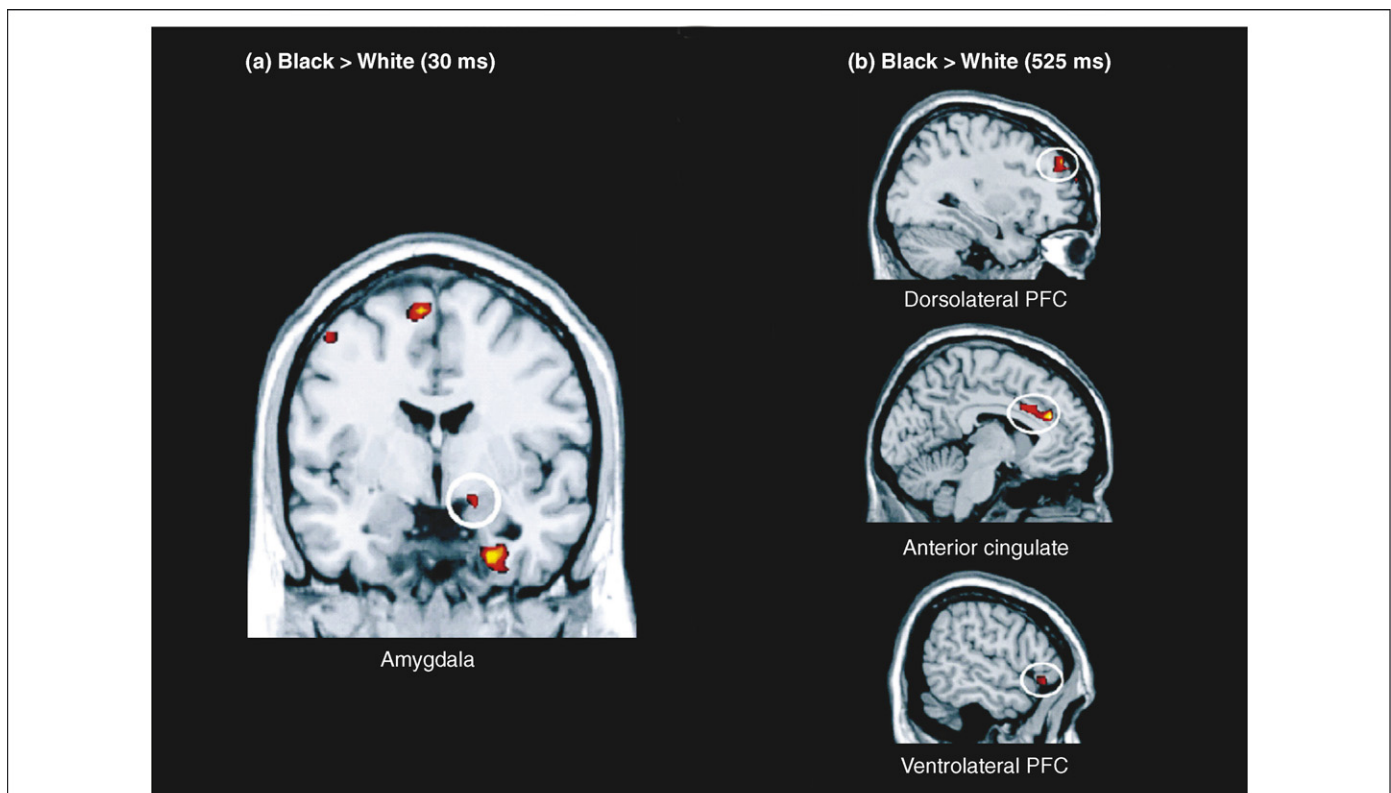 (a) Black > White (30 ms)
Amygdala
(b) Black > White (525 ms)
Dorsolateral PFC
Anterior cingulate
Ventrolateral PFC